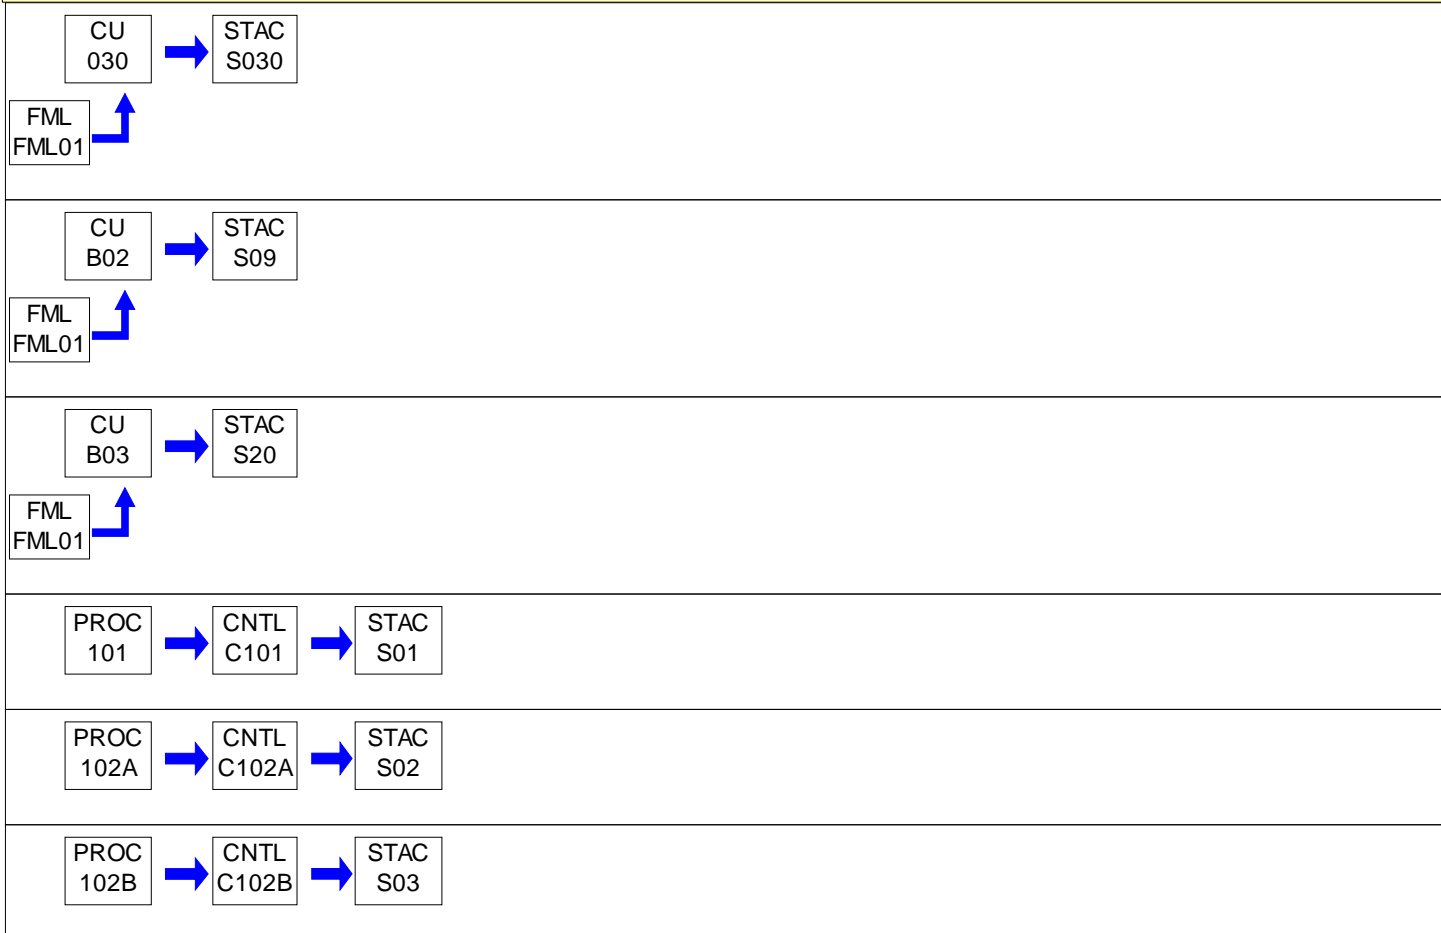 CU
030
STAC
S030
FML
FML01
CU
B02
STAC
S09
FML
FML01
CU
B03
STAC
S20
FML
FML01
PROC
101
CNTL
C101
STAC
S01
PROC
102A
CNTL
C102A
STAC
S02
PROC
102B
CNTL
C102B
STAC
S03